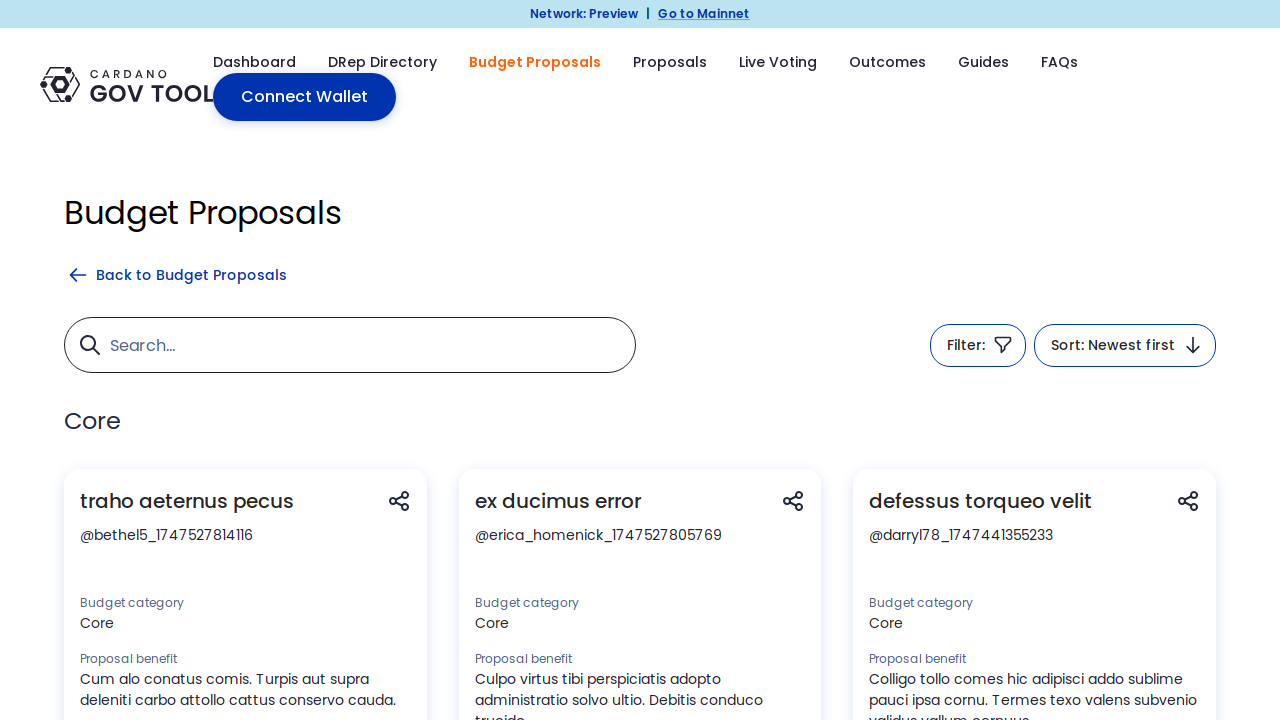 Network: Preview | Go to Mainnet
CARDANO
GOV TOOL
Dashboard DRep Directory Budget Proposals Proposals Live Voting Outcomes Guides FAQs
Connect Wallet
Budget Proposals
Back to Budget Proposals
Search...
Filter:
Sort: Newest first
Core
traho aeternus pecus
@bethel5_1747527814116
Budget category
Core
Proposal benefit
Cum alo conatus comis. Turpis aut supra
deleniti carbo attollo cattus conservo cauda.
ex ducimus error
@erica_homenick_1747527805769
Budget category
Core
Proposal benefit
Culpo virtus tibi perspiciatis adopto
administratio solvo ultio. Debitis conduco
trucido
defessus torqueo velit
@darryl78_1747441355233
Budget category
Core
Proposal benefit
Colligo tollo comes hic adipisci addo sublime
pauci ipsa cornu. Termes texo valens subvenio
validus vallum cornuus